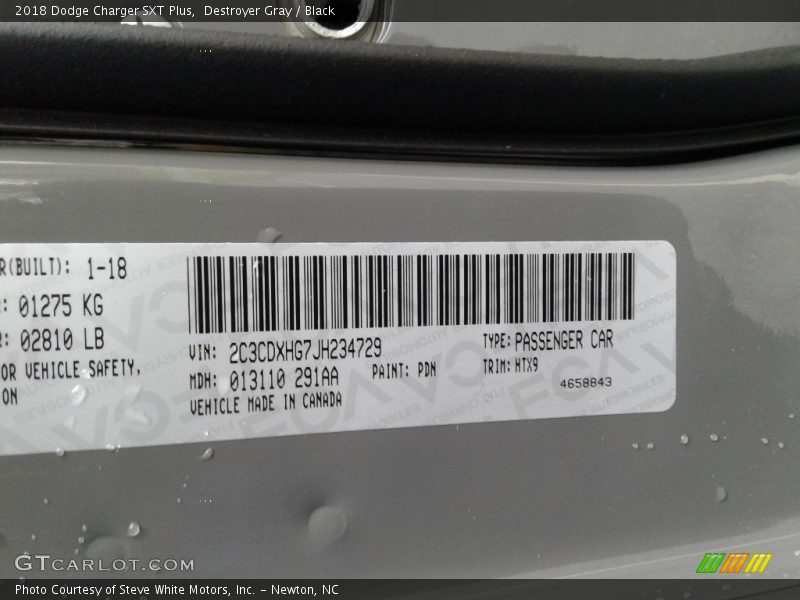 2018 Dodge Charger SXT Plus,  Destroyer Gray / Black
R(BUILT): 1-18
: 01275 KG
R: 02810 LB
OR VEHICLE SAFETY,
ON
VIN: 2C3CDXHG7JH234729
TYPE: PASSENGER CAR
MDH: 013110 291AA
PAINT: PDN
TRIM: HTX9
VEHICLE MADE IN CANADA
4658843
GTCARLOT.COM
Photo Courtesy of Steve White Motors, Inc. – Newton, NC